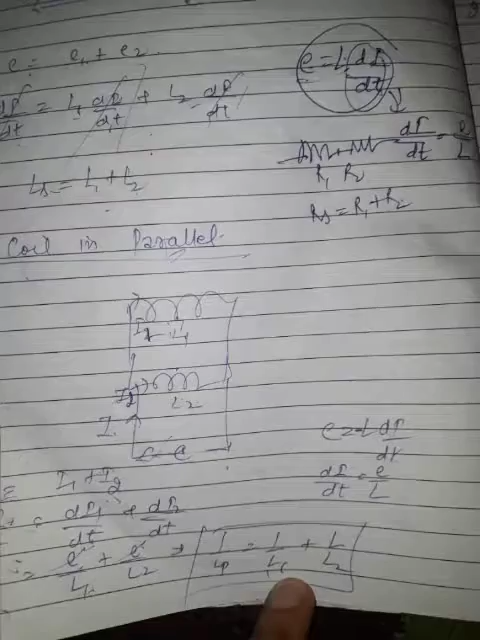 e = e1 + e2
e = L dI/dt
dI/dt = L1 dI/dt + L2 dI/dt
dI/dt = e/L
R1 R2
Ls = L1 + L2
Rs = R1 + R2
Coil in Parallel
I1 L1
I2 L2
I
e
e = L dI/dt
I1 + I2
dI/dt = e/L
= dI1/dt + dI2/dt
= e/L1 + e/L2 → 1/Lp = 1/L1 + 1/L2